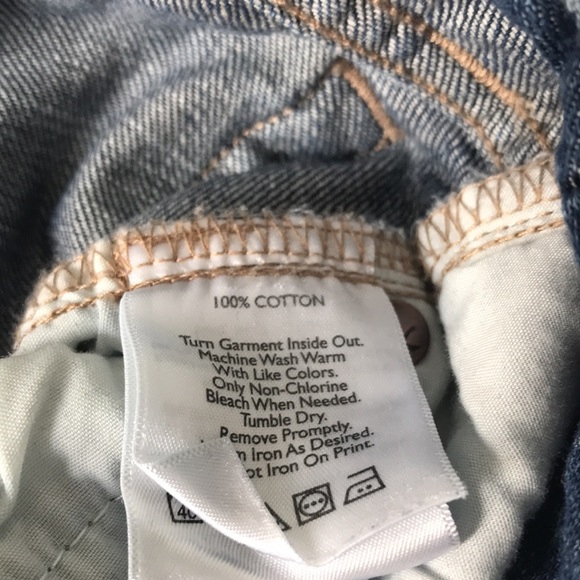 100% COTTON
Turn Garment Inside Out.
Machine Wash Warm
With Like Colors.
Only Non-Chlorine
Bleach When Needed.
Tumble Dry.
Remove Promptly.
Iron As Desired.
Iron On Print.
40